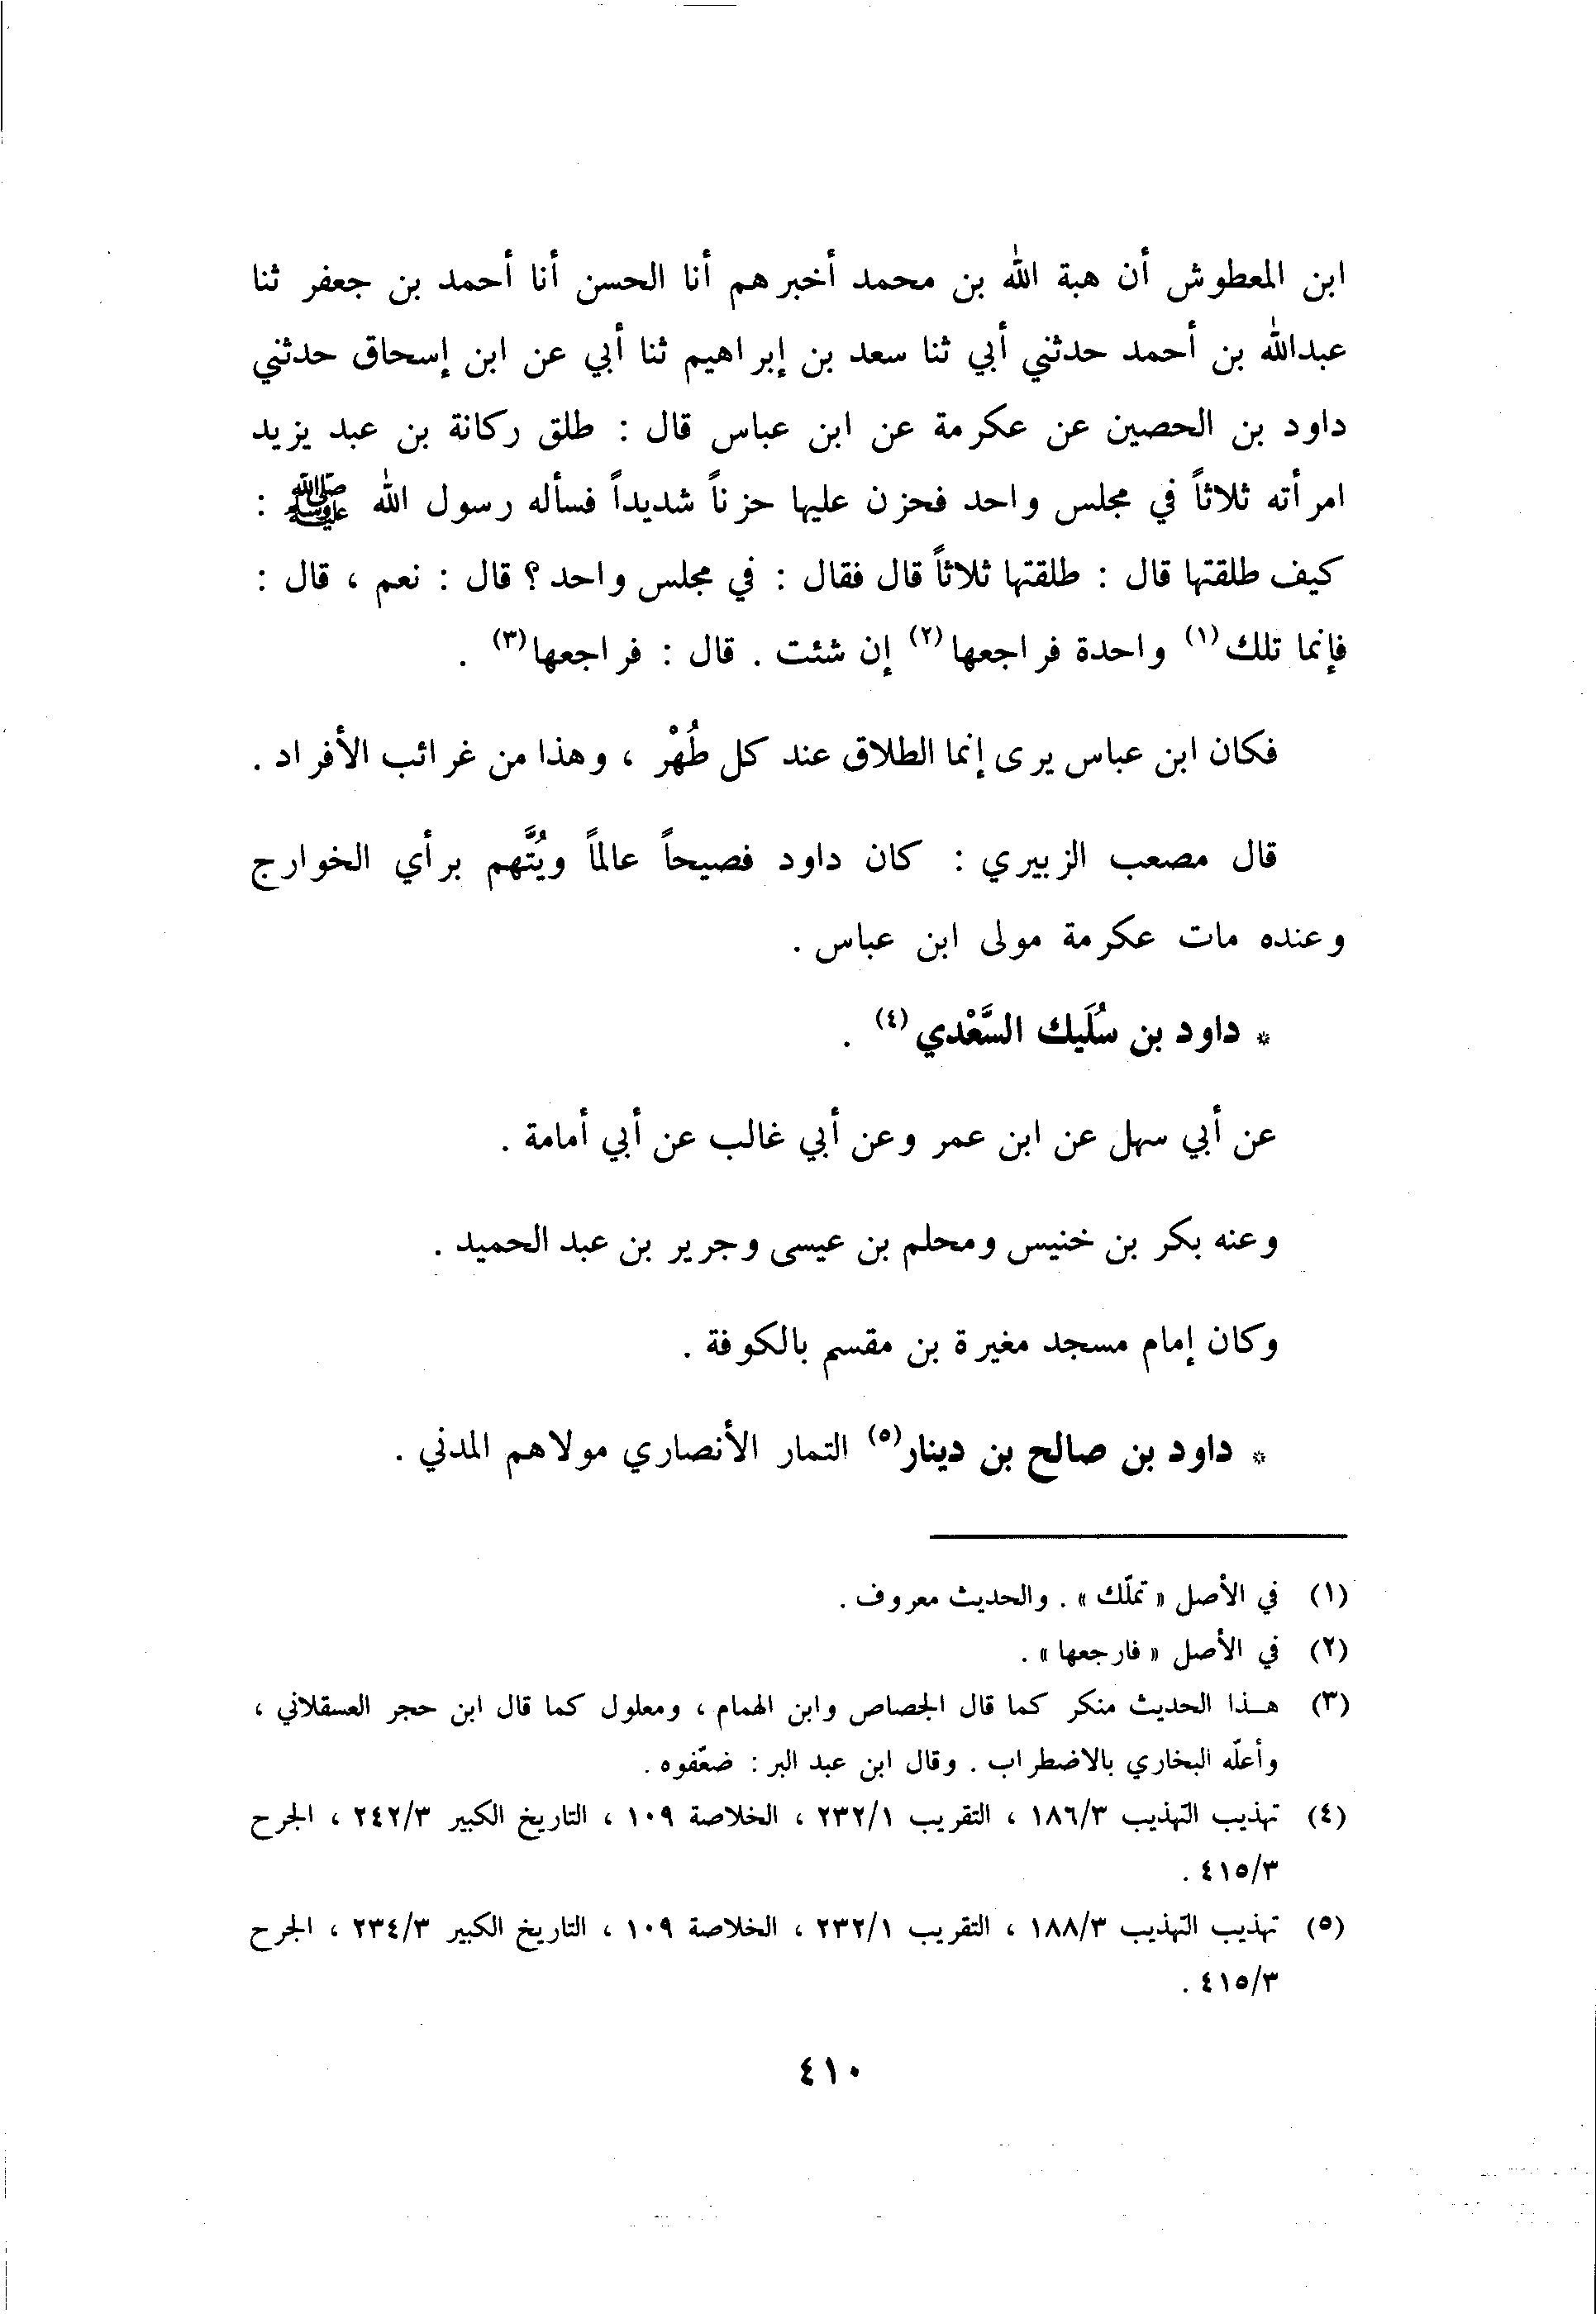 ابن المعطوش أن هبة الله بن محمد أخبرهم أنا الحسن أنا أحمد بن جعفر ثنا
عبدالله بن أحمد حدثني أبي ثنا سعد بن إبراهيم ثنا أبي عن ابن إسحاق حدثني
داود بن الحصين عن عكرمة عن ابن عباس قال : طلق ركانة بن عبد يزيد
امرأته ثلاثاً في مجلس واحد فحزن عليها حزناً شديداً فسأله رسول الله ﷺ :
كيف طلقتها قال : طلقتها ثلاثاً قال فقال : في مجلس واحد ؟ قال : نعم ، قال :
فإنما تلك (١) واحدة فراجعها (٢) إن شئت . قال : فراجعها (٣) .
فكان ابن عباس يرى إنما الطلاق عند كل طُهْر ، وهذا من غرائب الأفراد .
قال مصعب الزبيري : كان داود فصيحاً عالماً ويُتَّهم برأي الخوارج
وعنده مات عكرمة مولى ابن عباس .
* داود بن سُلَيك السَّعْدي (٤) .
عن أبي سهل عن ابن عمر وعن أبي غالب عن أبي أمامة .
وعنه بكر بن خنيس ومحلم بن عيسى وجرير بن عبد الحميد .
وكان إمام مسجد مغيرة بن مقسم بالكوفة .
* داود بن صالح بن دينار (٥) التمار الأنصاري مولاهم المدني .
(١) في الأصل « تملّك » . والحديث معروف .
(٢) في الأصل « فارجعها » .
(٣) هـذا الحديث منكر كما قال الجصاص وابن الهمام ، ومعلول كما قال ابن حجر العسقلاني ،
وأعلّه البخاري بالاضطراب . وقال ابن عبد البر : ضعّفوه .
(٤) تهذيب التهذيب ١٨٦/٣ ، التقريب ٢٣٢/١ ، الخلاصة ١٠٩ ، التاريخ الكبير ٢٤٢/٣ ، الجرح
٤١٥/٣ .
(٥) تهذيب التهذيب ١٨٨/٣ ، التقريب ٢٣٢/١ ، الخلاصة ١٠٩ ، التاريخ الكبير ٢٣٤/٣ ، الجرح
٤١٥/٣ .
٤١٠